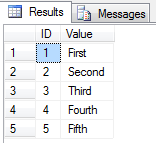 Results Messages
ID Value
1 1 First
2 2 Second
3 3 Third
4 4 Fourth
5 5 Fifth